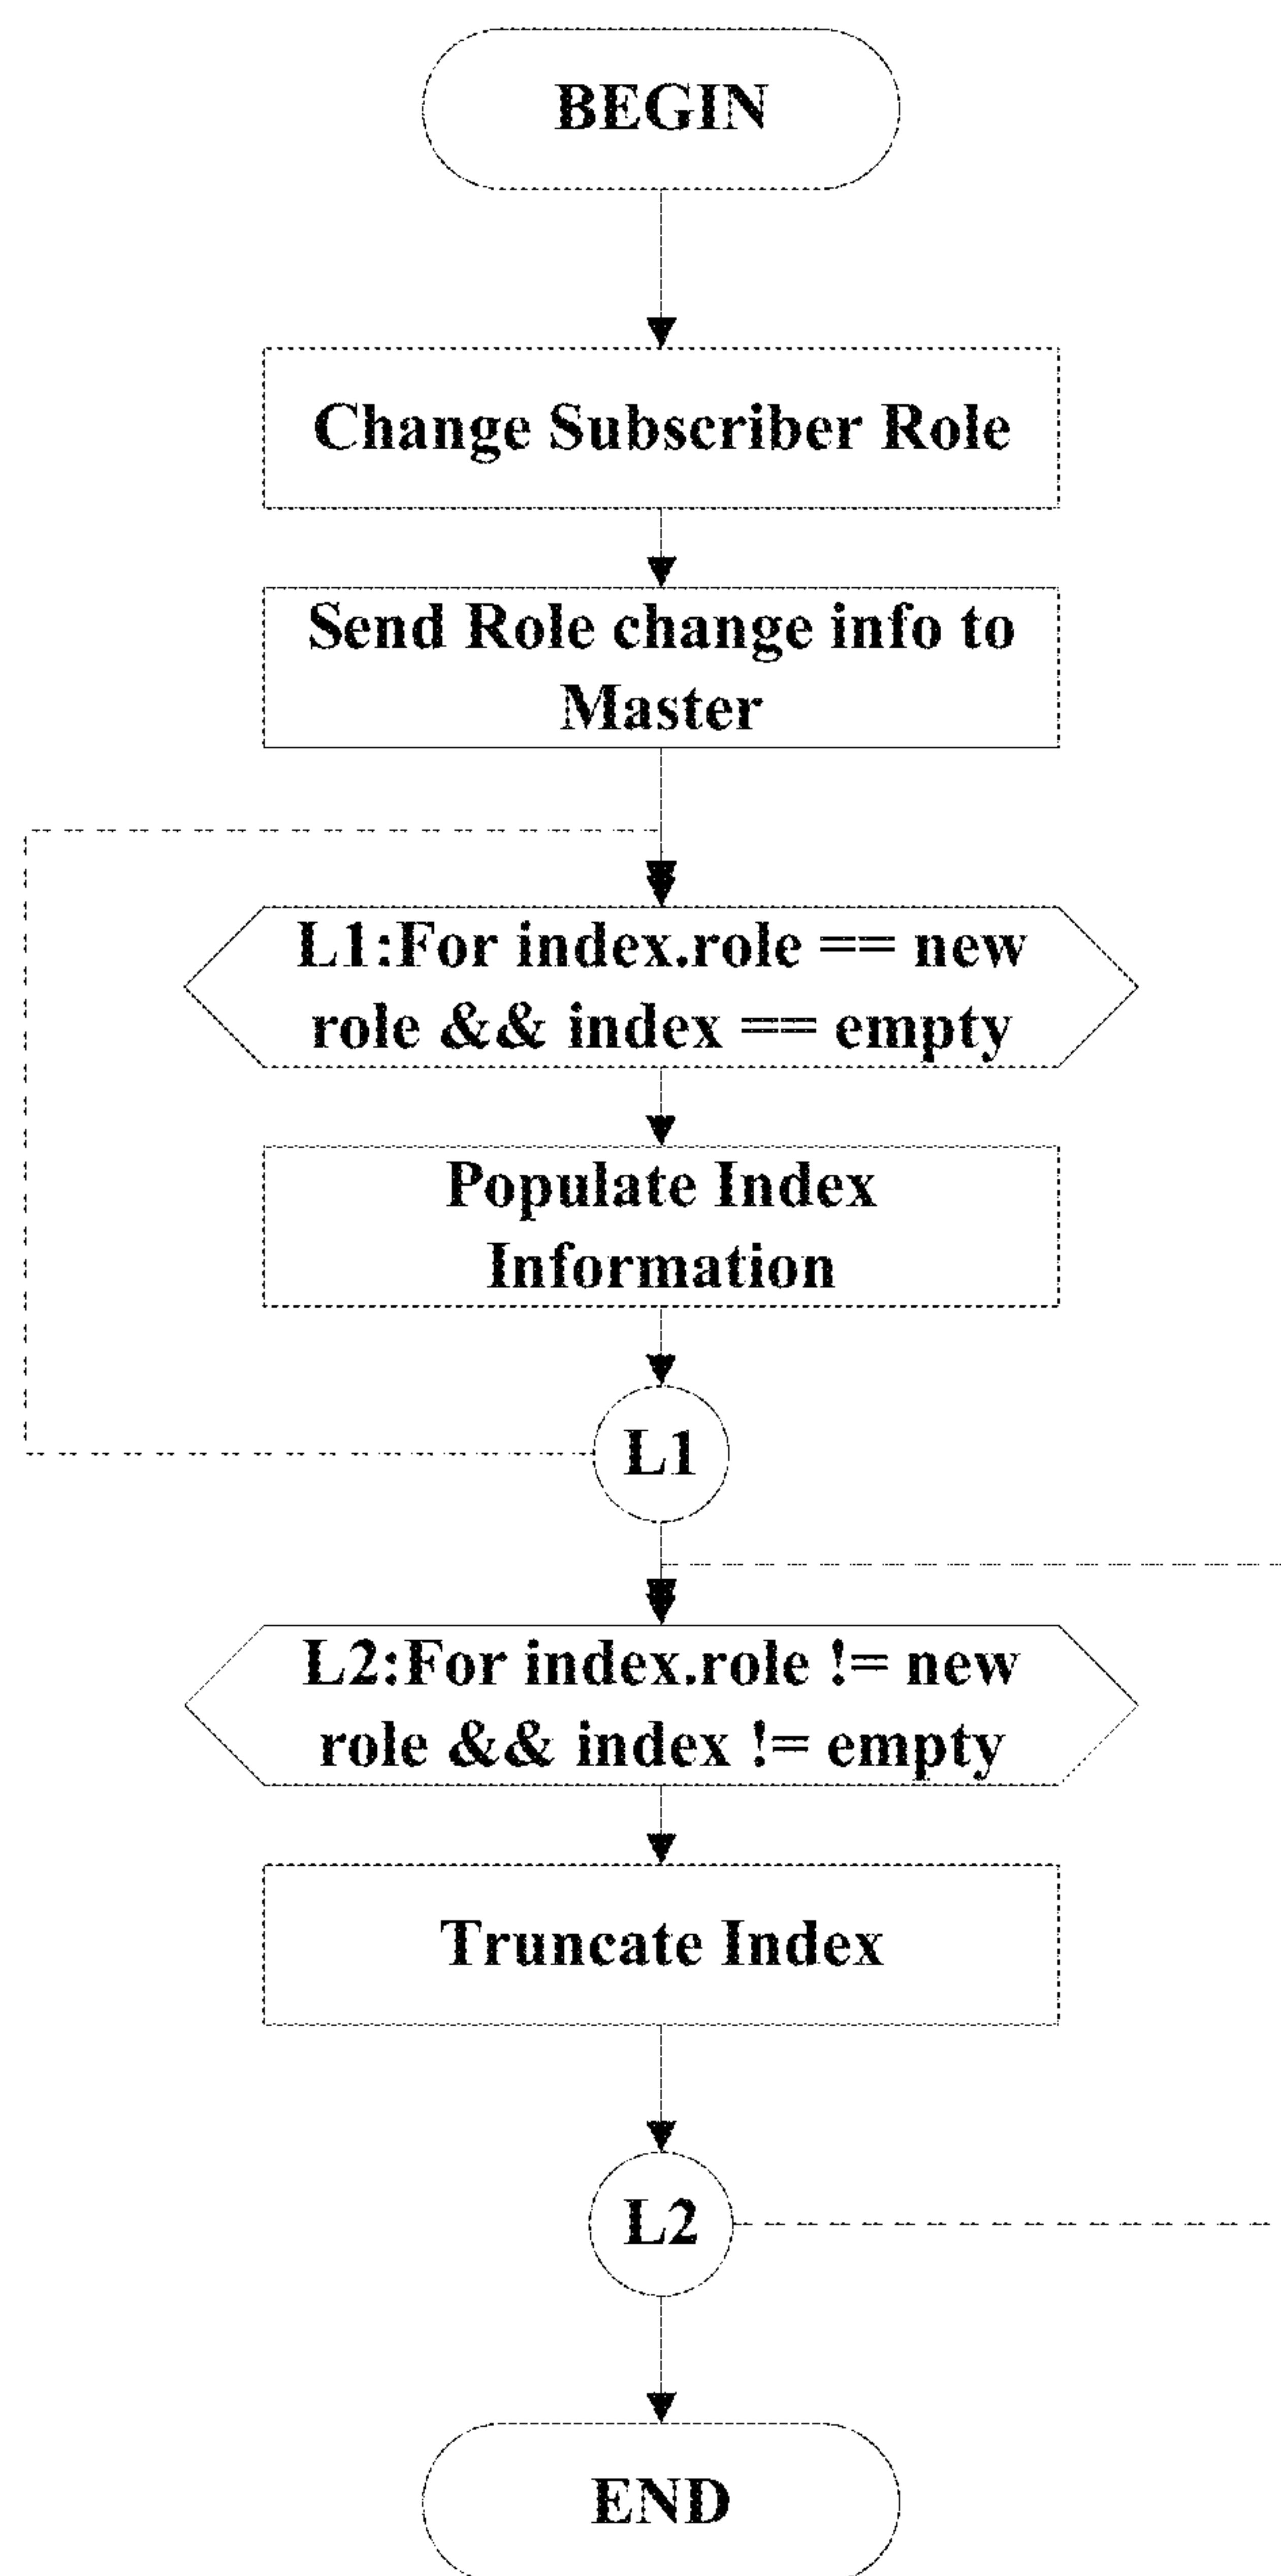 BEGIN
Change Subscriber Role
Send Role change info to
Master
L1:For index.role == new
role && index == empty
Populate Index
Information
L1
L2:For index.role != new
role && index != empty
Truncate Index
L2
END